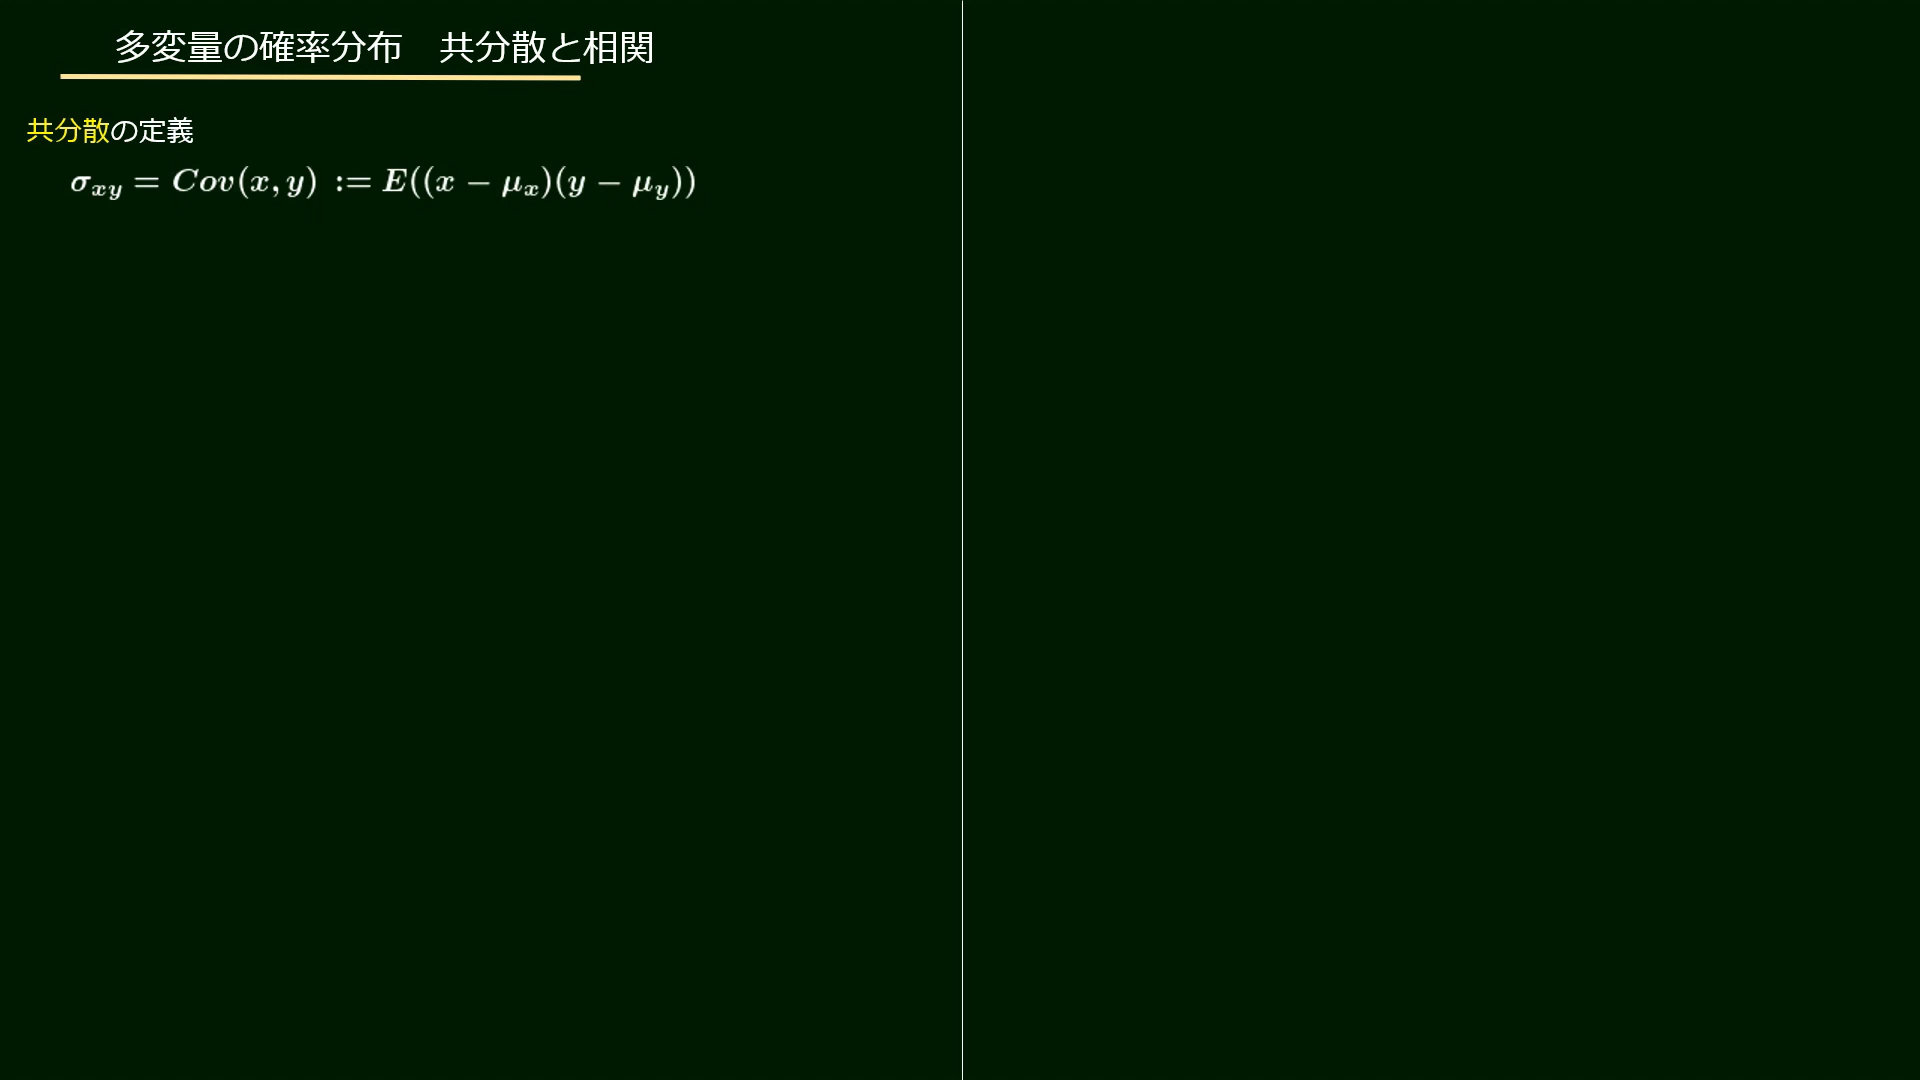 多変量の確率分布　共分散と相関
共分散の定義
σ_{xy} = Cov(x, y) := E((x − μ_x)(y − μ_y))